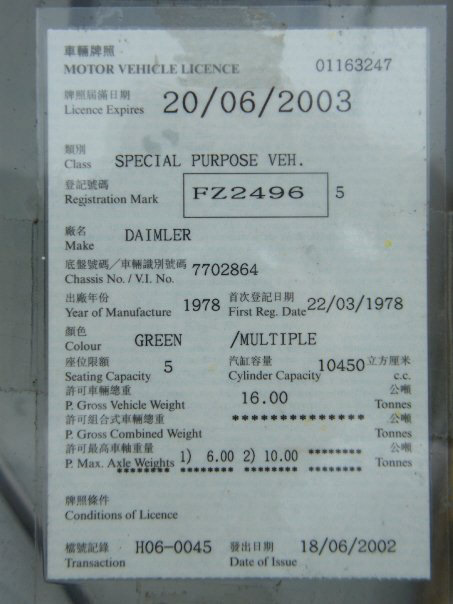 車輛牌照
MOTOR VEHICLE LICENCE 01163247
牌照屆滿日期
Licence Expires 20/06/2003
類別
Class SPECIAL PURPOSE VEH.
登記號碼
Registration Mark FZ2496 5
廠名
Make DAIMLER
底盤號碼／車輛識別號碼
Chassis No. / V.I. No. 7702864
出廠年份 首次登記日期
Year of Manufacture 1978 First Reg. Date 22/03/1978
顏色
Colour GREEN /MULTIPLE
座位限額 汽缸容量 立方厘米
Seating Capacity 5 Cylinder Capacity 10450 c.c.
許可車輛總重 公噸
P. Gross Vehicle Weight 16.00 Tonnes
許可組合式車輛總重 ************* 公噸
P. Gross Combined Weight Tonnes
許可最高車軸重量 公噸
P. Max. Axle Weights 1) 6.00 2) 10.00 ******** Tonnes
******** ******** ******** ********
牌照條件
Conditions of Licence
檔號記錄 發出日期
Transaction H06-0045 Date of Issue 18/06/2002